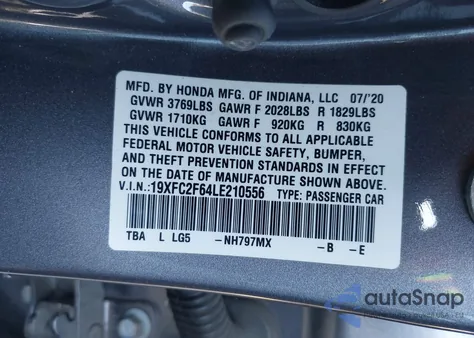 MFD. BY HONDA MFG. OF INDIANA, LLC 07/'20
GVWR 3769LBS GAWR F 2028LBS R 1829LBS
GVWR 1710KG GAWR F 920KG R 830KG
THIS VEHICLE CONFORMS TO ALL APPLICABLE
FEDERAL MOTOR VEHICLE SAFETY, BUMPER,
AND THEFT PREVENTION STANDARDS IN EFFECT
ON THE DATE OF MANUFACTURE SHOWN ABOVE.
V.I.N.:19XFC2F64LE210556 TYPE: PASSENGER CAR
TBA L LG5 -NH797MX -B -E
autoSnap